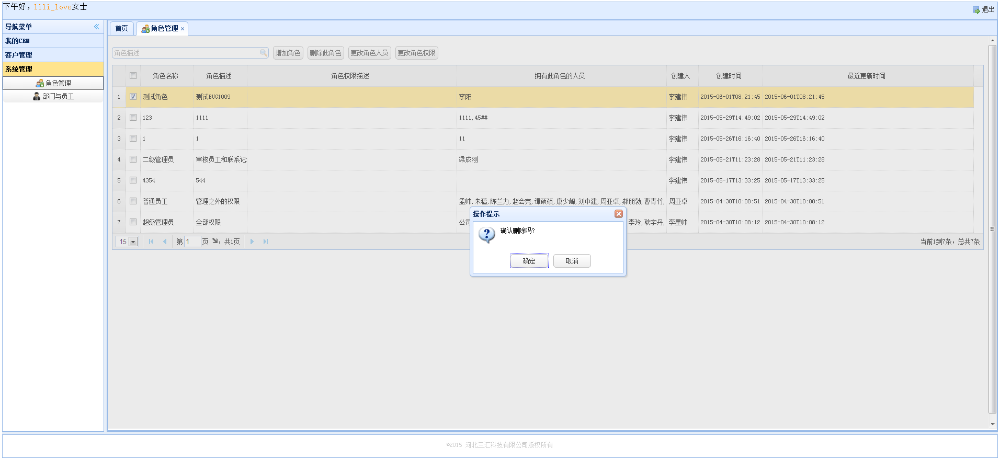 下午好，lili_love女士
退出
导航菜单
我的CRM
客户管理
系统管理
角色管理
部门与员工
首页 角色管理
角色描述 增加角色 删除此角色 更改角色人员 更改角色权限
角色名称 角色描述 角色权限描述 拥有此角色的人员 创建人 创建时间 最近更新时间
1 测试角色 测试BUG1009 李阳 李建伟 2015-06-01T08:21:45 2015-06-01T08:21:45
2 123 1111 1111,45## 李建伟 2015-05-29T14:49:02 2015-05-29T14:49:02
3 1 1 11 李建伟 2015-05-26T16:16:40 2015-05-26T16:16:40
4 二级管理员 审核员工和联系记 梁成刚 李建伟 2015-05-21T11:23:28 2015-05-21T11:23:28
5 4354 544 李建伟 2015-05-17T13:33:25 2015-05-17T13:33:25
6 普通员工 管理之外的权限 孟帅,朱稿,陈兰力,赵会克,谭硕硕,康少峰,刘中建,周亚卓,郝朋勃,曹青竹, 周亚卓 2015-04-30T10:08:51 2015-04-30T10:08:51
7 超级管理员 全部权限 公司 李玲,耿宇丹, 李星帅 2015-04-30T10:08:12 2015-04-30T10:08:12
15 第 1 页 ，共1页 当前1到7条，总共7条
操作提示
确认删除吗?
确定 取消
©2015 河北三汇科技有限公司版权所有